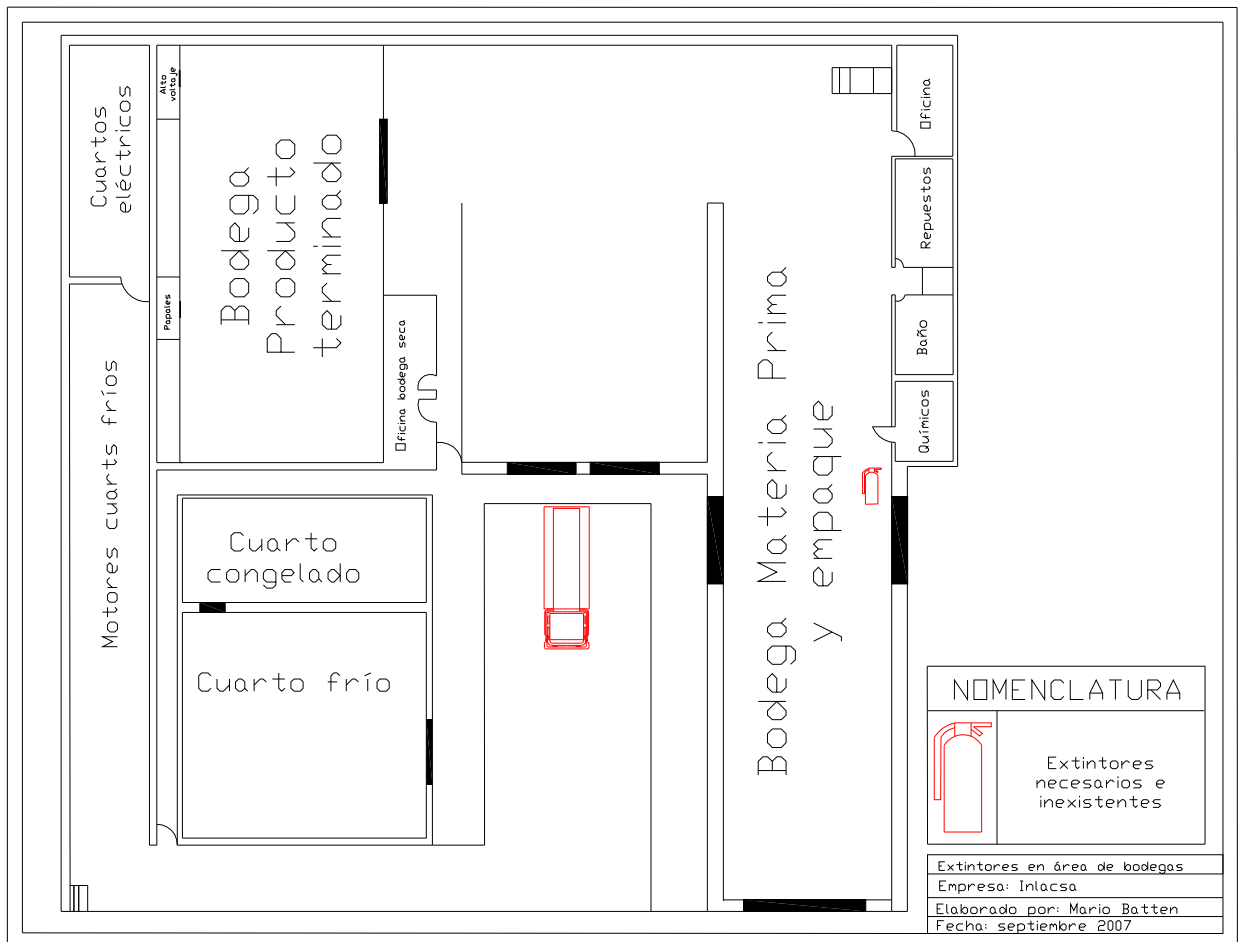 Cuartos
eléctricos
Alto
voltaje
Bodega
Producto
terminado
Papales
Motores cuarts fríos
Oficina bodega seca
Cuarto
congelado
Cuarto frío
Bodega Materia Prima
y empaque
Oficina
Repuestos
Baño
Químicos
NOMENCLATURA
Extintores
necesarios e
inexistentes
Extintores en área de bodegas
Empresa: Inlacsa
Elaborado por: Mario Batten
Fecha: septiembre 2007